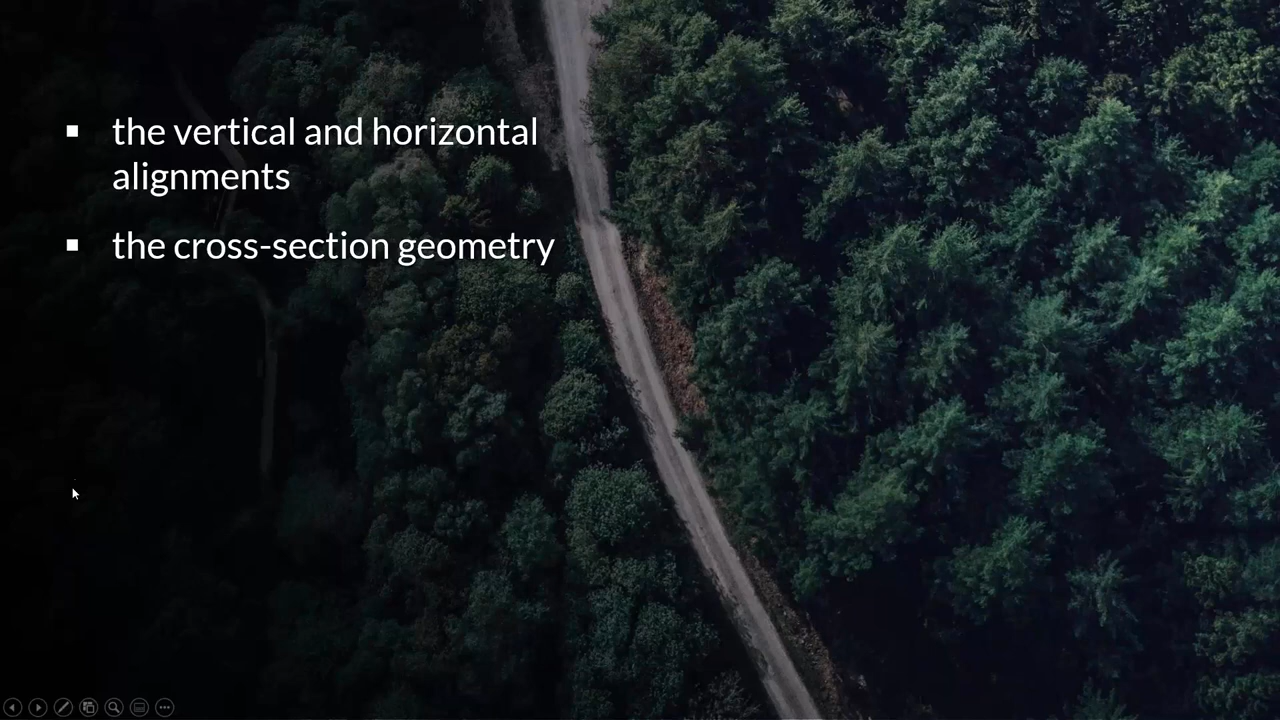 ▪ the vertical and horizontal
alignments
▪ the cross-section geometry